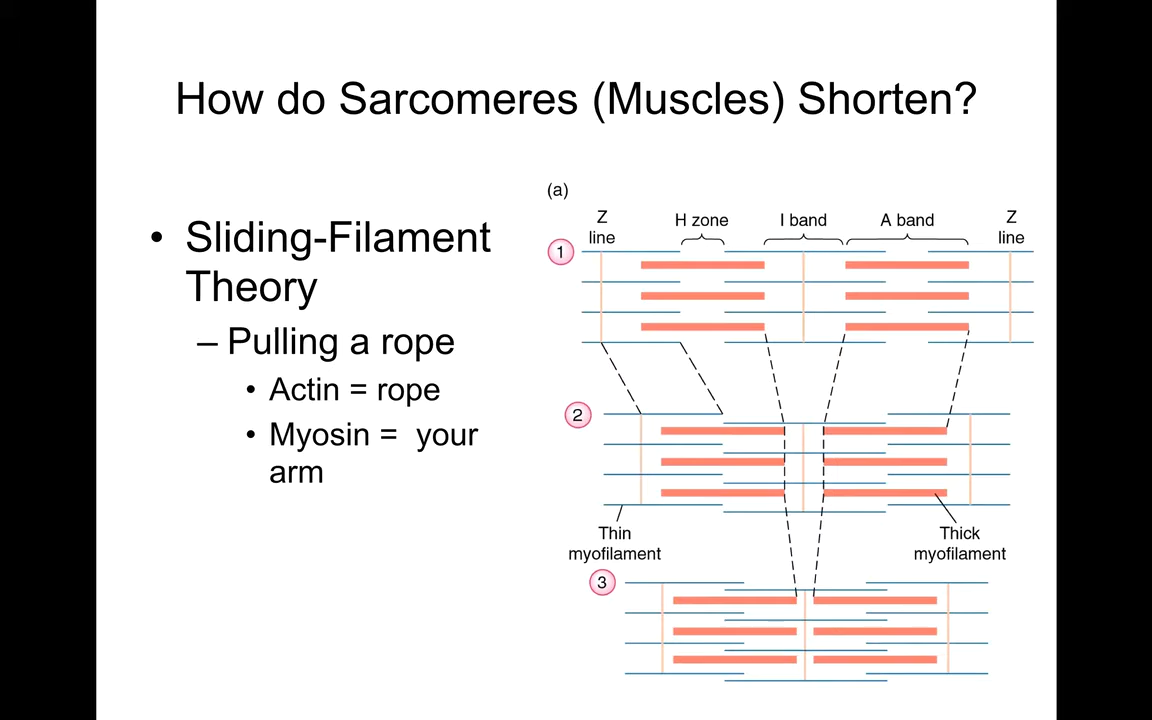 How do Sarcomeres (Muscles) Shorten?
• Sliding-Filament
Theory
– Pulling a rope
• Actin = rope
• Myosin = your
arm
(a)
Z
line
H zone
I band
A band
Z
line
1
2
Thin
myofilament
Thick
myofilament
3